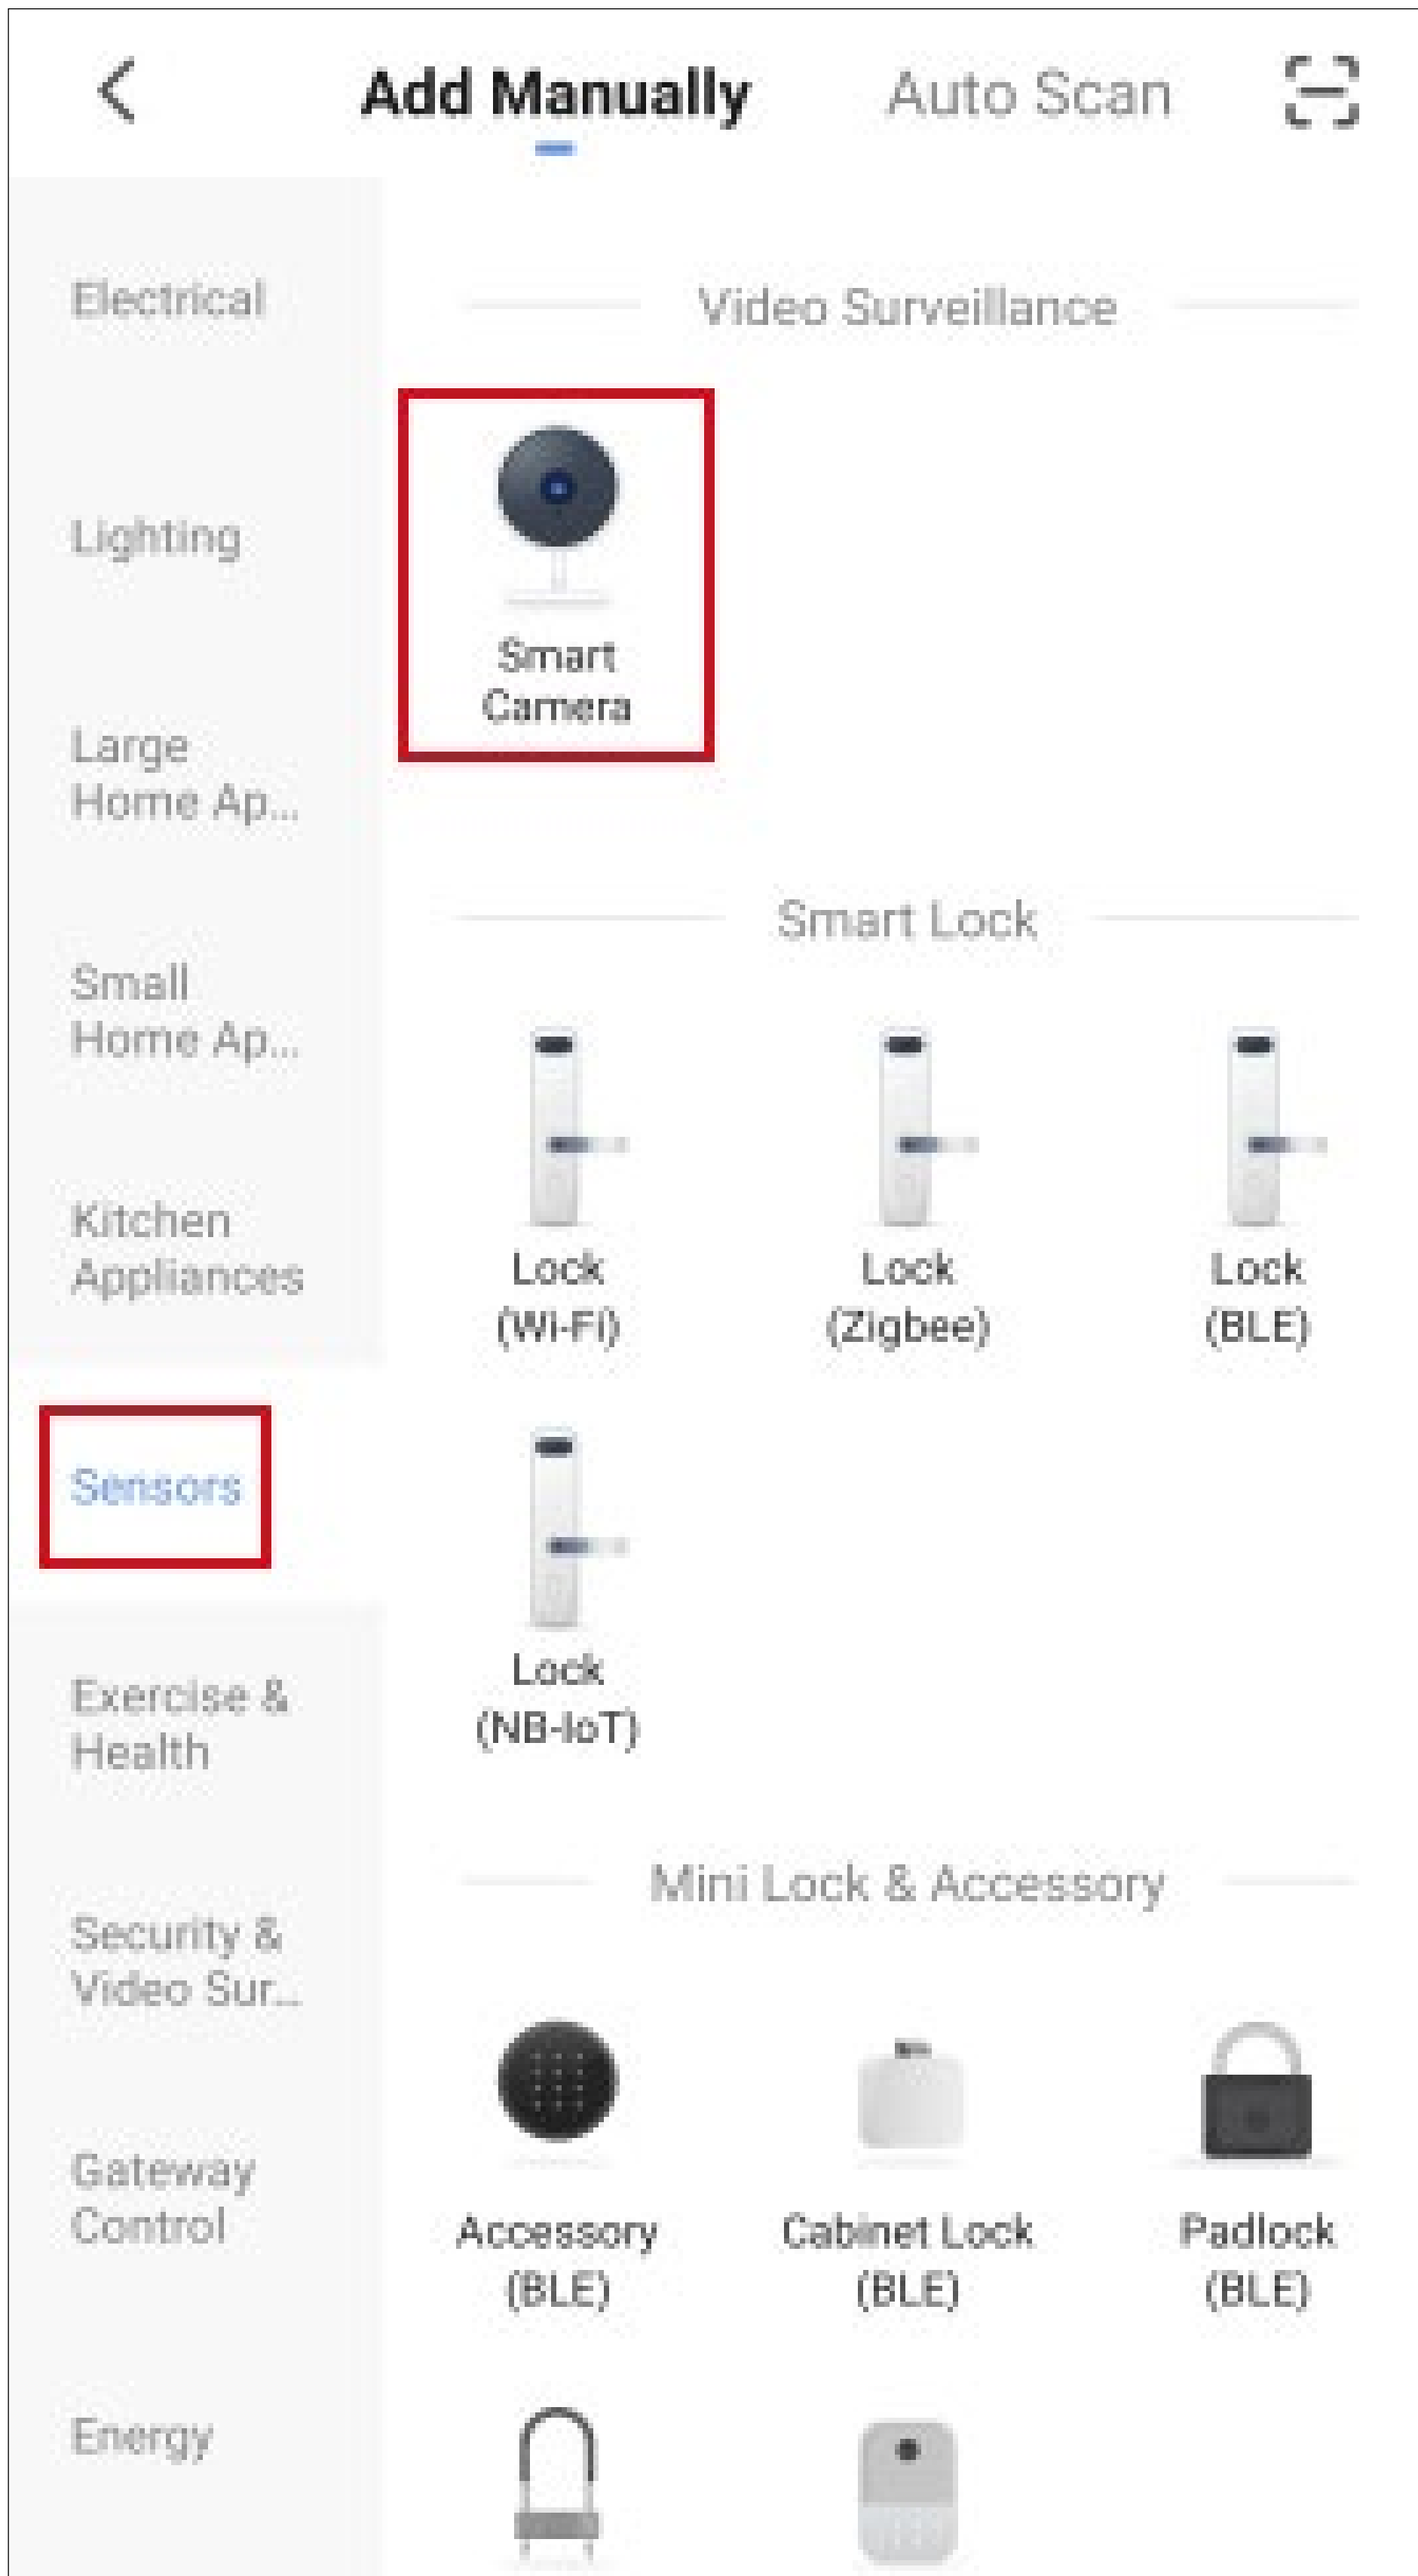 Add Manually
Auto Scan
Electrical
Lighting
Large
Home Ap...
Small
Home Ap...
Kitchen
Appliances
Sensors
Exercise &
Health
Security &
Video Sur...
Gateway
Control
Energy
Video Surveillance
Smart
Camera
Smart Lock
Lock
(Wi-Fi)
Lock
(Zigbee)
Lock
(BLE)
Lock
(NB-IoT)
Mini Lock & Accessory
Accessory
(BLE)
Cabinet Lock
(BLE)
Padlock
(BLE)